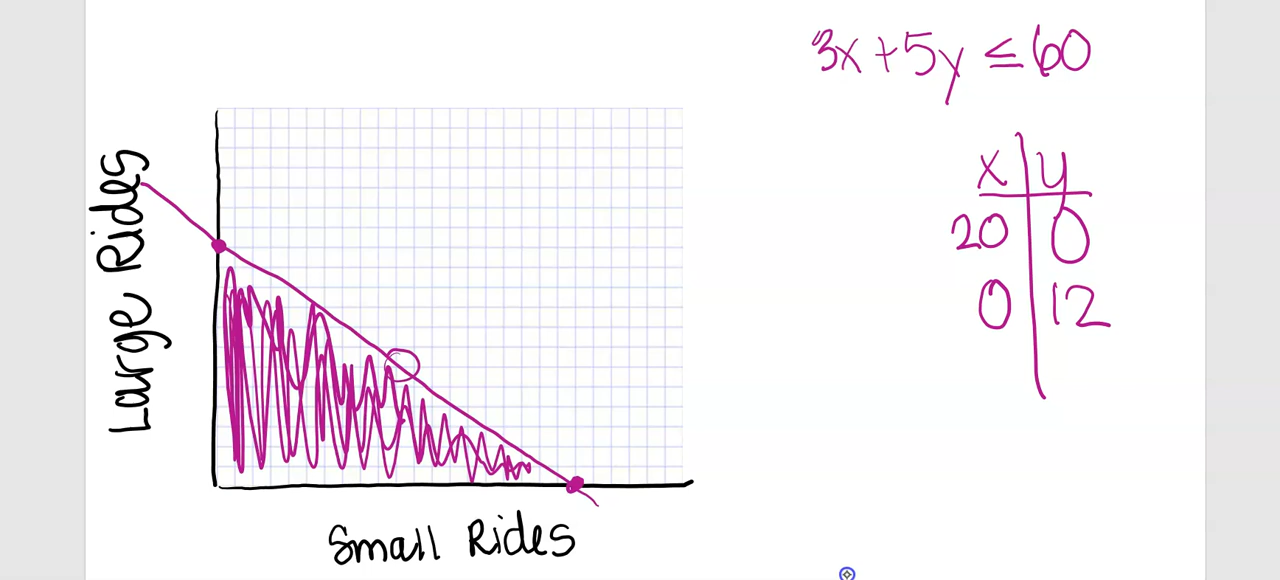 3x + 5y ≤ 60
x y
20 0
0 12
Large Rides
Small Rides